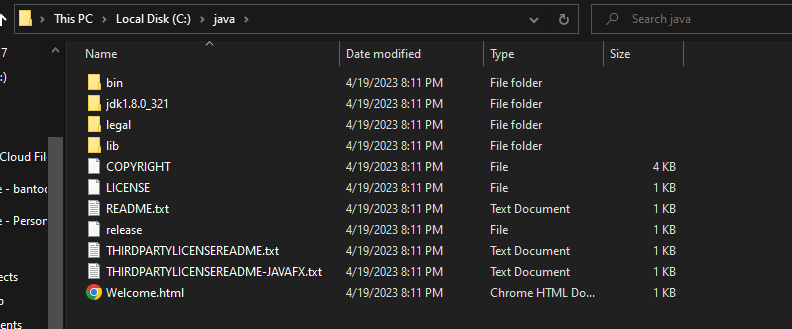 This PC > Local Disk (C:) > java >
Search java
Name Date modified Type Size
7
:)
bin 4/19/2023 8:11 PM File folder
jdk1.8.0_321 4/19/2023 8:11 PM File folder
legal 4/19/2023 8:11 PM File folder
lib 4/19/2023 8:11 PM File folder
Cloud Fil
COPYRIGHT 4/19/2023 8:11 PM File 4 KB
e - bantoo
LICENSE 4/19/2023 8:11 PM File 1 KB
README.txt 4/19/2023 8:11 PM Text Document 1 KB
e - Person
release 4/19/2023 8:11 PM File 1 KB
THIRDPARTYLICENSEREADME.txt 4/19/2023 8:11 PM Text Document 1 KB
ects
THIRDPARTYLICENSEREADME-JAVAFX.txt 4/19/2023 8:11 PM Text Document 1 KB
Welcome.html 4/19/2023 8:11 PM Chrome HTML Do... 1 KB
ents